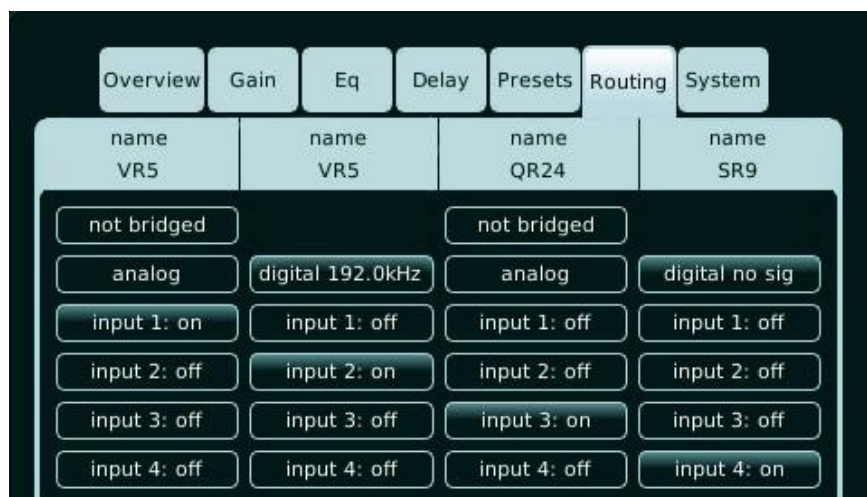 Overview Gain Eq Delay Presets Routing System
name name name name
VR5 VR5 QR24 SR9
not bridged not bridged
analog digital 192.0kHz analog digital no sig
input 1: on input 1: off input 1: off input 1: off
input 2: off input 2: on input 2: off input 2: off
input 3: off input 3: off input 3: on input 3: off
input 4: off input 4: off input 4: off input 4: on